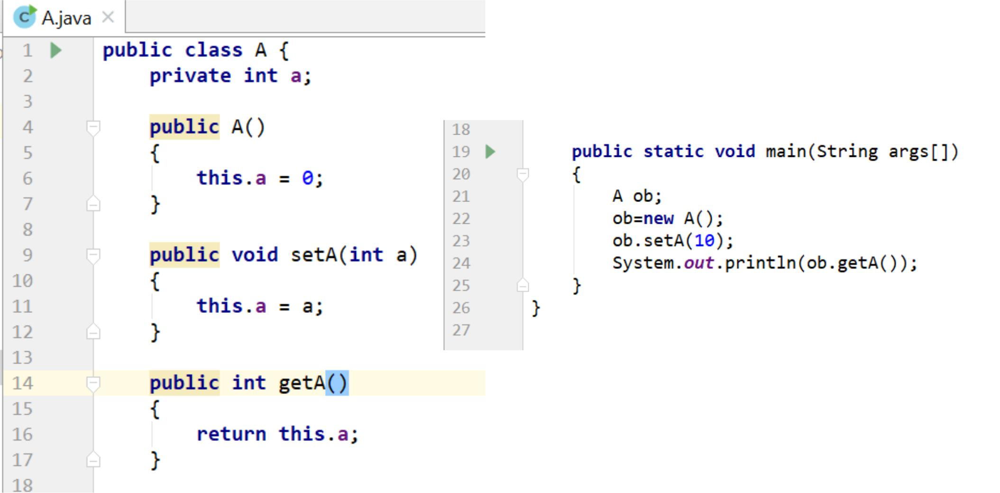 A.java
1 public class A {
2 private int a;
3
4 public A()
5 {
6 this.a = 0;
7 }
8
9 public void setA(int a)
10 {
11 this.a = a;
12 }
13
14 public int getA()
15 {
16 return this.a;
17 }
18
18
19 public static void main(String args[])
20 {
21 A ob;
22 ob=new A();
23 ob.setA(10);
24 System.out.println(ob.getA());
25 }
26 }
27